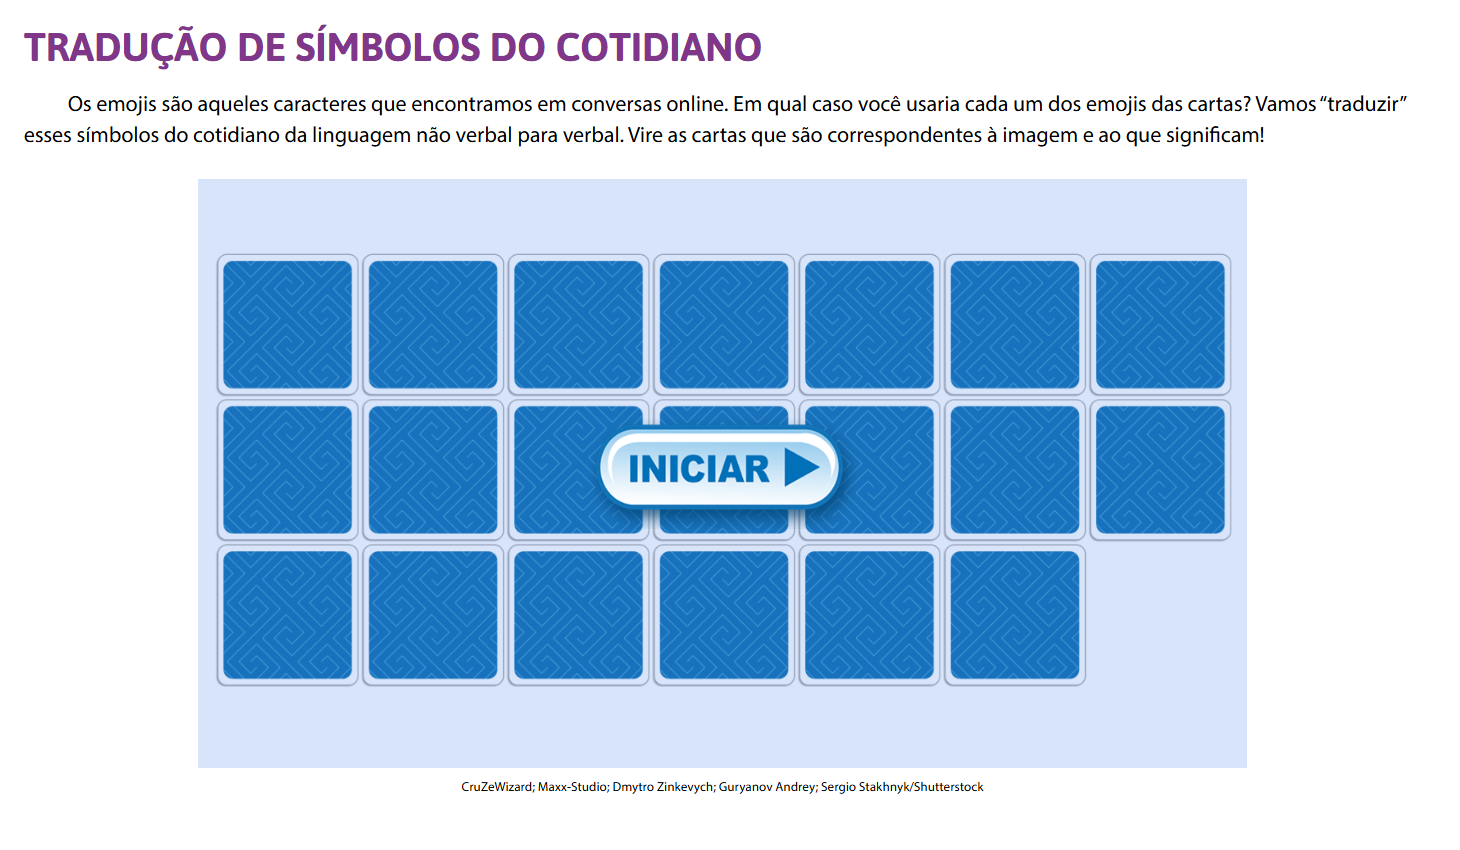 TRADUÇÃO DE SÍMBOLOS DO COTIDIANO
Os emojis são aqueles caracteres que encontramos em conversas online. Em qual caso você usaria cada um dos emojis das cartas? Vamos “traduzir”
esses símbolos do cotidiano da linguagem não verbal para verbal. Vire as cartas que são correspondentes à imagem e ao que significam!
INICIAR
CruZeWizard; Maxx-Studio; Dmytro Zinkevych; Guryanov Andrey; Sergio Stakhnyk/Shutterstock